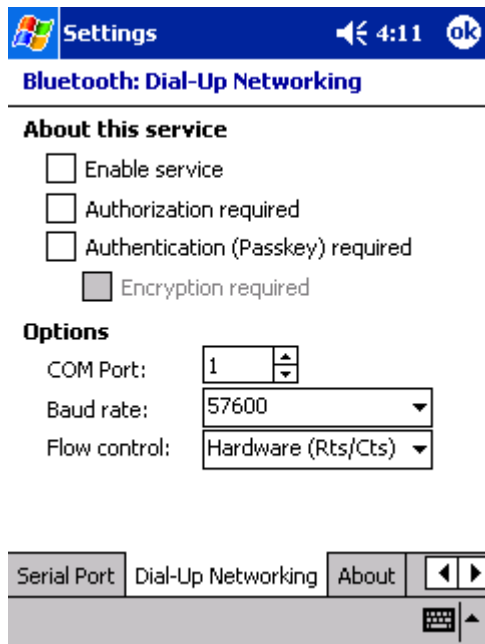 Settings 4:11 ok
Bluetooth: Dial-Up Networking
About this service
Enable service
Authorization required
Authentication (Passkey) required
Encryption required
Options
COM Port: 1
Baud rate: 57600
Flow control: Hardware (Rts/Cts)
Serial Port Dial-Up Networking About